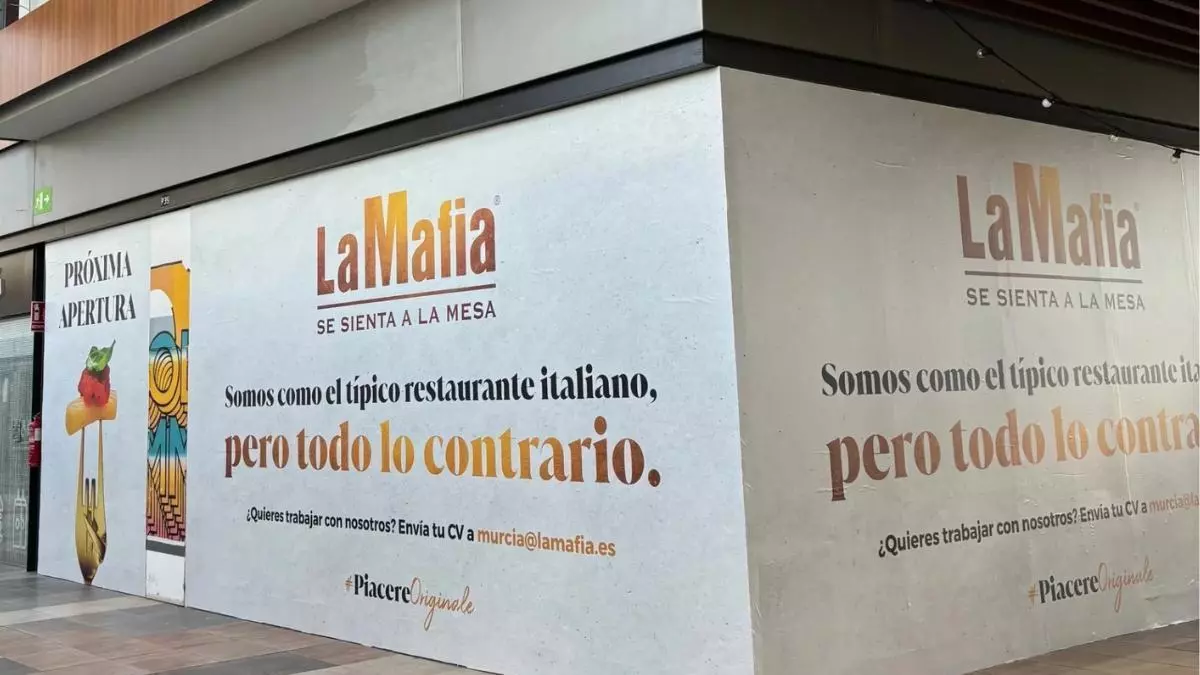 PRÓXIMA
APERTURA
LaMafia®
SE SIENTA A LA MESA
Somos como el típico restaurante italiano,
pero todo lo contrario.
¿Quieres trabajar con nosotros? Envía tu CV a murcia@lamafia.es
#PiacereOriginale
LaMafia
SE SIENTA A LA MESA
Somos como el típico restaurante ita
pero todo lo contra
¿Quieres trabajar con nosotros? Envía tu CV a murcia@la
#PiacereOriginale